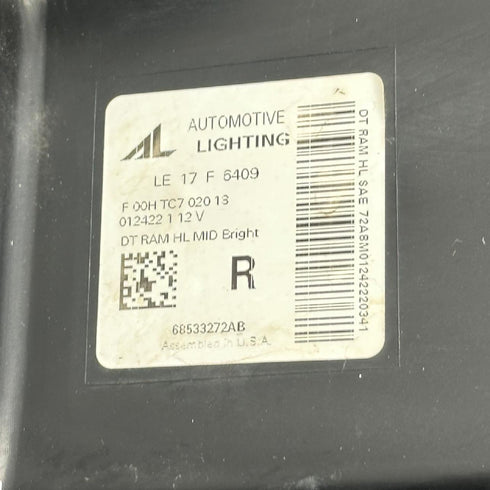 AL AUTOMOTIVE
LIGHTING
LE 17 F 6409
F 00H TC7 020 13
012422 1 12 V
DT RAM HL MID Bright
R
68533272AB
Assembled in U.S.A.
DT RAM HL SAE 72A8M01242220341